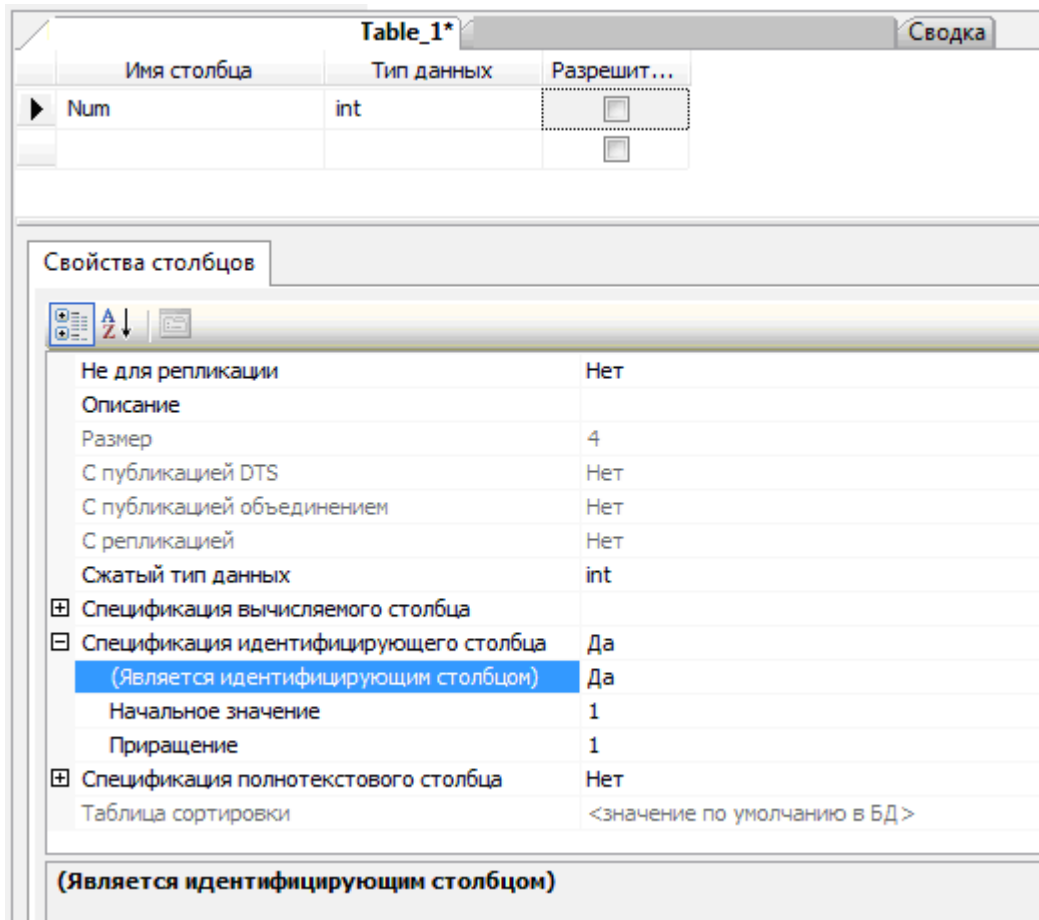 Table_1* Сводка
Имя столбца Тип данных Разрешит...
Num int
Свойства столбцов
A
Z
Не для репликации Нет
Описание
Размер 4
С публикацией DTS Нет
С публикацией объединением Нет
С репликацией Нет
Сжатый тип данных int
Спецификация вычисляемого столбца
Спецификация идентифицирующего столбца Да
(Является идентифицирующим столбцом) Да
Начальное значение 1
Приращение 1
Спецификация полнотекстового столбца Нет
Таблица сортировки <значение по умолчанию в БД>
(Является идентифицирующим столбцом)